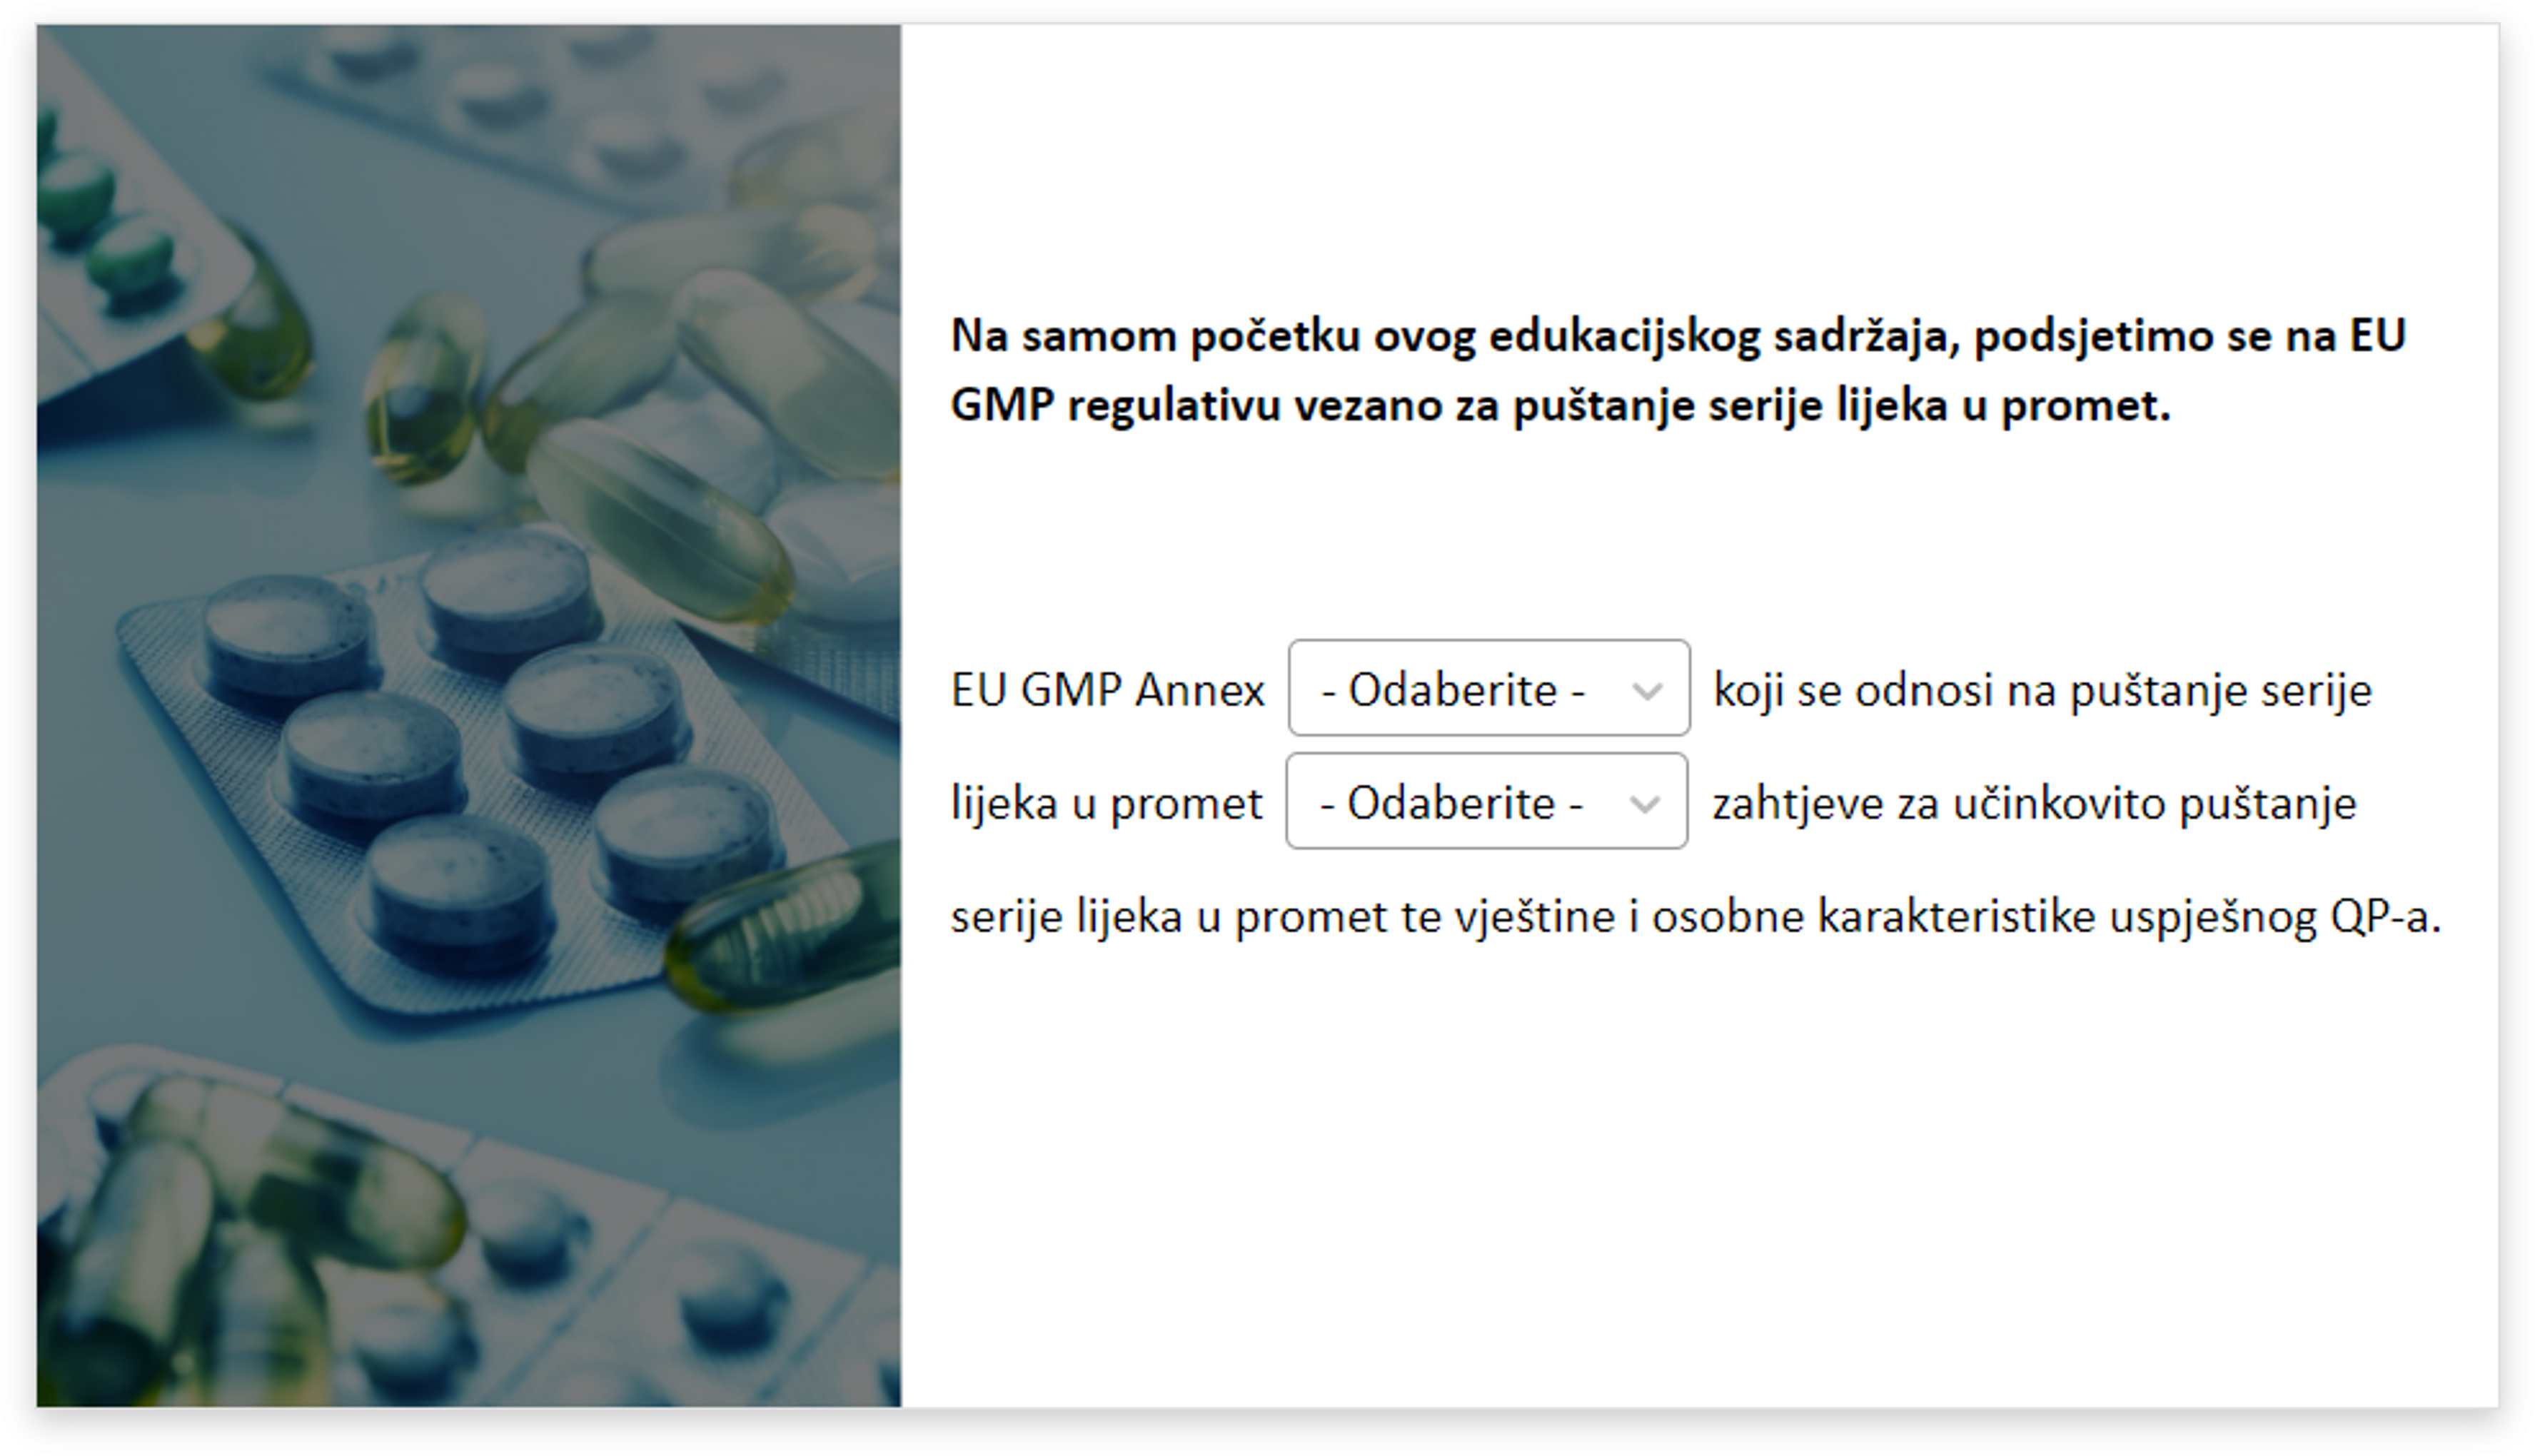 Na samom početku ovog edukacijskog sadržaja, podsjetimo se na EU
GMP regulativu vezano za puštanje serije lijeka u promet.
EU GMP Annex - Odaberite - koji se odnosi na puštanje serije
lijeka u promet - Odaberite - zahtjeve za učinkovito puštanje
serije lijeka u promet te vještine i osobne karakteristike uspješnog QP-a.